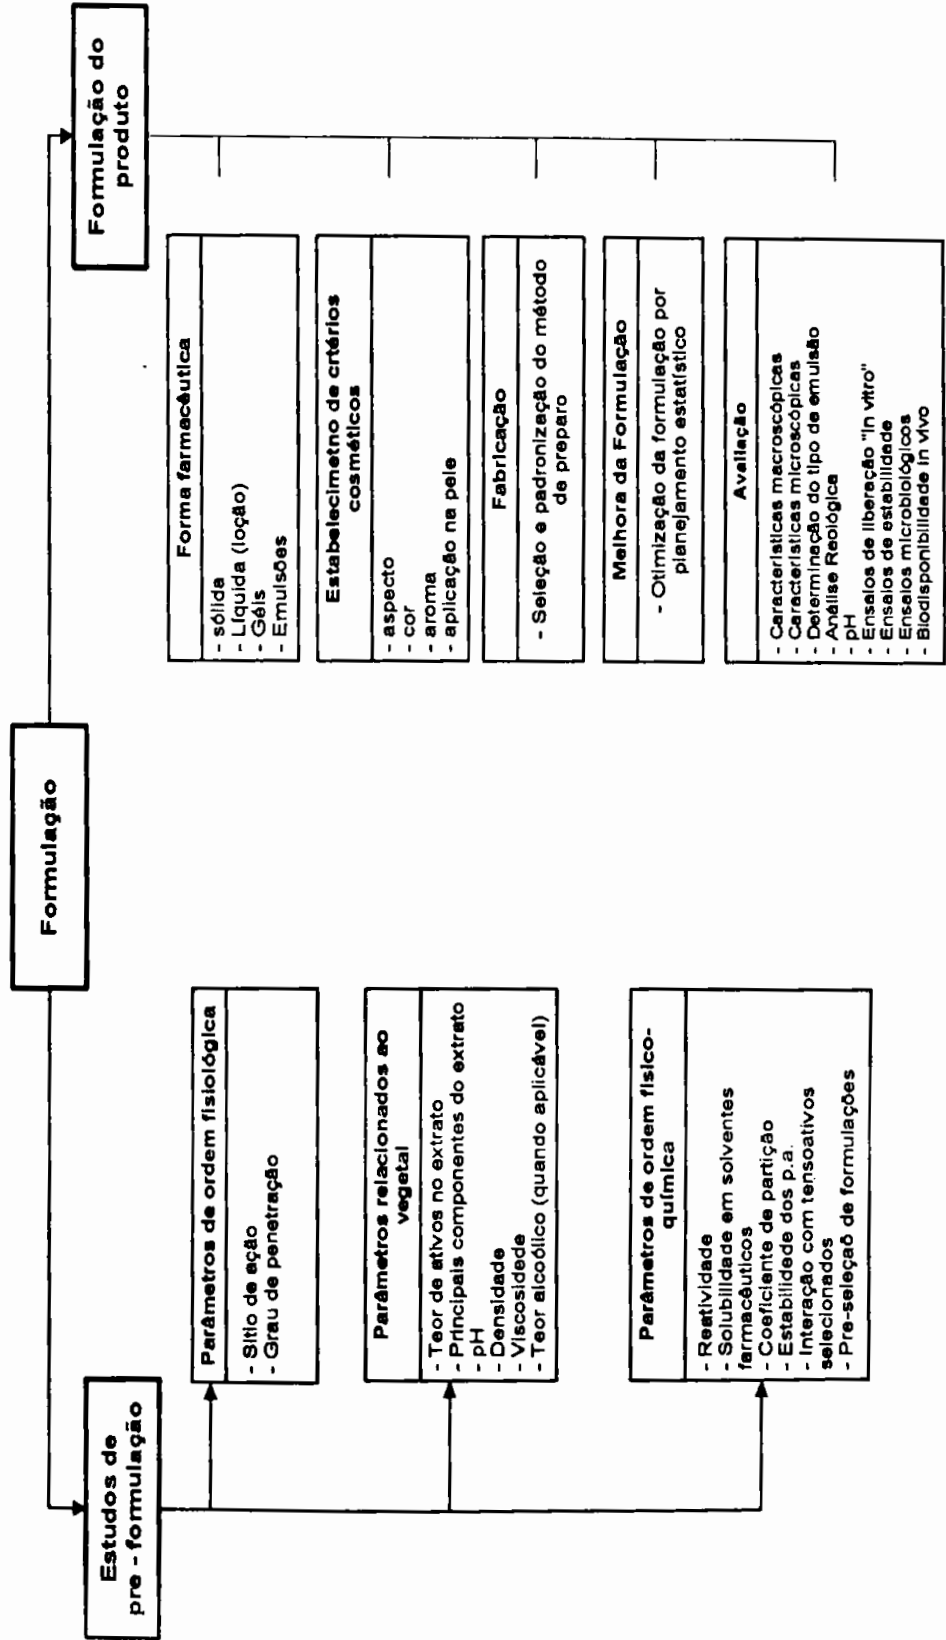 Formulação
Estudos de
pre - formulação
Parâmetros de ordem fisiológica
- Sítio de ação
- Grau de penetração
Parâmetros relacionados ao
vegetal
- Teor de ativos no extrato
- Principais componentes do extrato
- pH
- Densidade
- Viscosidade
- Teor alcoólico (quando aplicável)
Parâmetros de ordem físico-
química
- Reatividade
- Solubilidade em solventes
farmacêuticos
- Coeficiente de partição
- Estabilidade dos p.a.
- Interação com tensoativos
selecionados
- Pre-seleçaõ de formulações
Formulação do
produto
Forma farmacêutica
- sólida
- Líquida (loção)
- Géis
- Emulsões
Estabelecimetno de crtérios
cosméticos
- aspecto
- cor
- aroma
- aplicação na pele
Fabricação
- Seleção e padronização do método
de preparo
Melhora da Formulação
- Otimização da formulação por
planejamento estatístico
Avaliação
- Características macroscópicas
- Características microscópicas
- Determinação do tipo de emulsão
- Análise Reológica
- pH
- Ensaios de libereção "in vitro"
- Ensaios de estabilidade
- Ensaios microbiológicos
- Biodisponibilidade in vivo